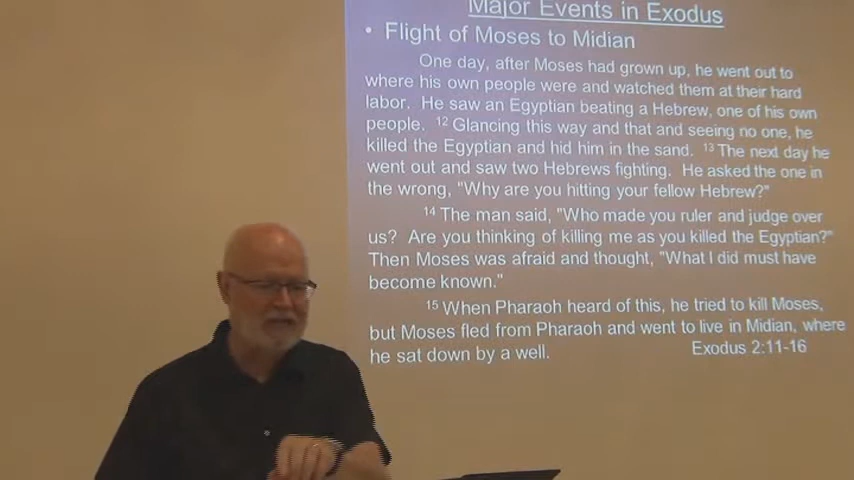 Major Events in Exodus
• Flight of Moses to Midian
One day, after Moses had grown up, he went out to
where his own people were and watched them at their hard
labor. He saw an Egyptian beating a Hebrew, one of his own
people. 12 Glancing this way and that and seeing no one, he
killed the Egyptian and hid him in the sand. 13 The next day he
went out and saw two Hebrews fighting. He asked the one in
the wrong, "Why are you hitting your fellow Hebrew?"
14 The man said, "Who made you ruler and judge over
us? Are you thinking of killing me as you killed the Egyptian?"
Then Moses was afraid and thought, "What I did must have
become known."
15 When Pharaoh heard of this, he tried to kill Moses,
but Moses fled from Pharaoh and went to live in Midian, where
he sat down by a well. Exodus 2:11-16